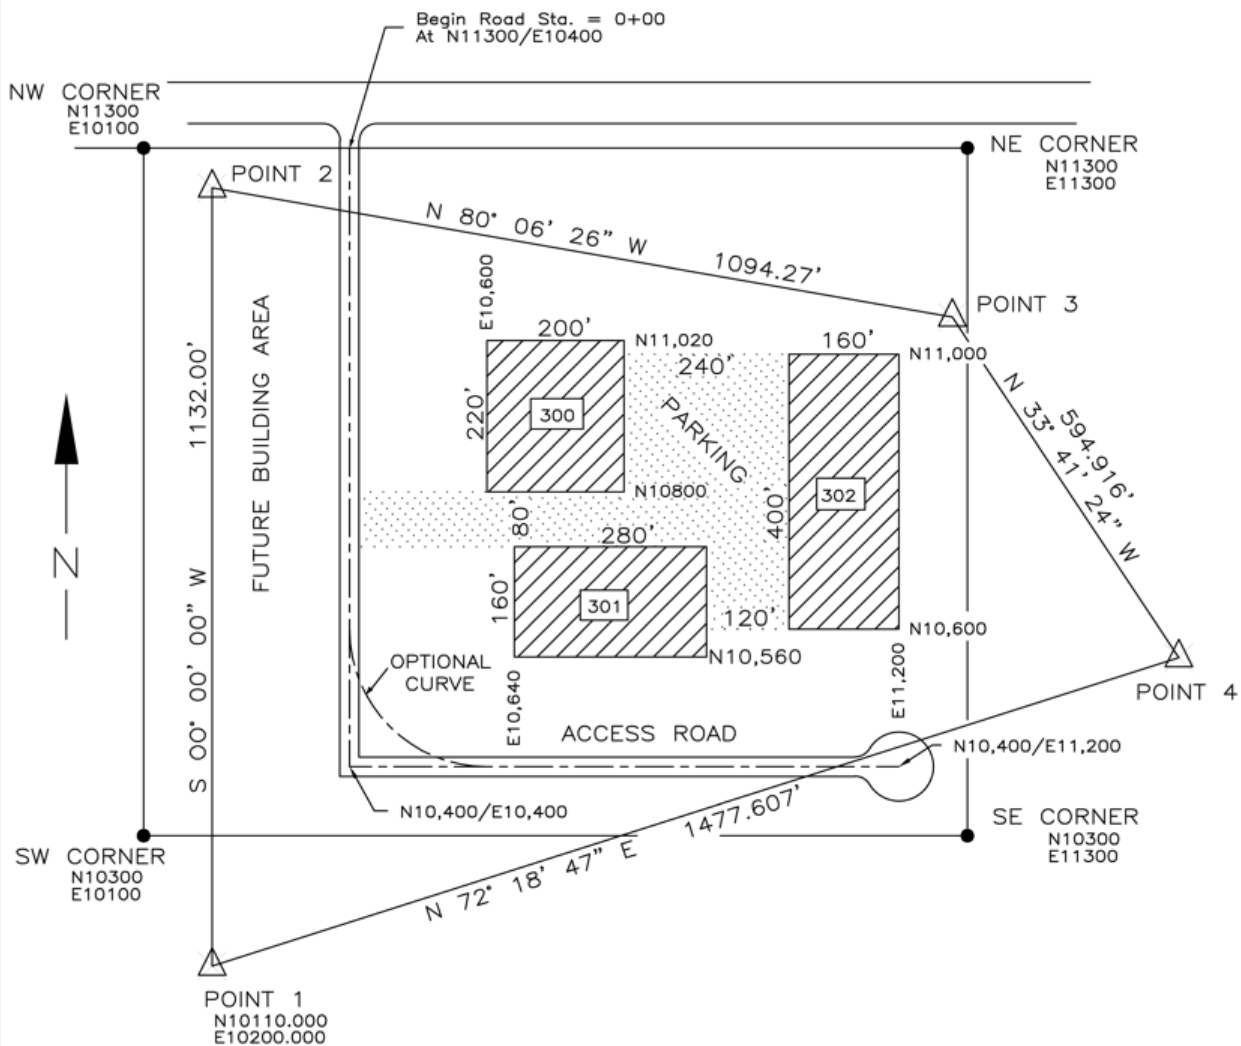 Begin Road Sta. = 0+00
At N11300/E10400
NW CORNER
N11300
E10100
NE CORNER
N11300
E11300
POINT 2
N 80° 06' 26" W
1094.27'
POINT 3
E10,600
200'
N11,020
240'
160'
N11,000
1132.00'
FUTURE BUILDING AREA
220'
300
PARKING
N 33° 41' 24" W
594.916'
N10800
302
80'
280'
400'
N
S 00° 00' 00" W
160'
301
120'
N10,600
N10,560
OPTIONAL
CURVE
E10,640
E11,200
POINT 4
ACCESS ROAD
N10,400/E11,200
N10,400/E10,400
1477.607'
N 72° 18' 47" E
SE CORNER
N10300
E11300
SW CORNER
N10300
E10100
POINT 1
N10110.000
E10200.000